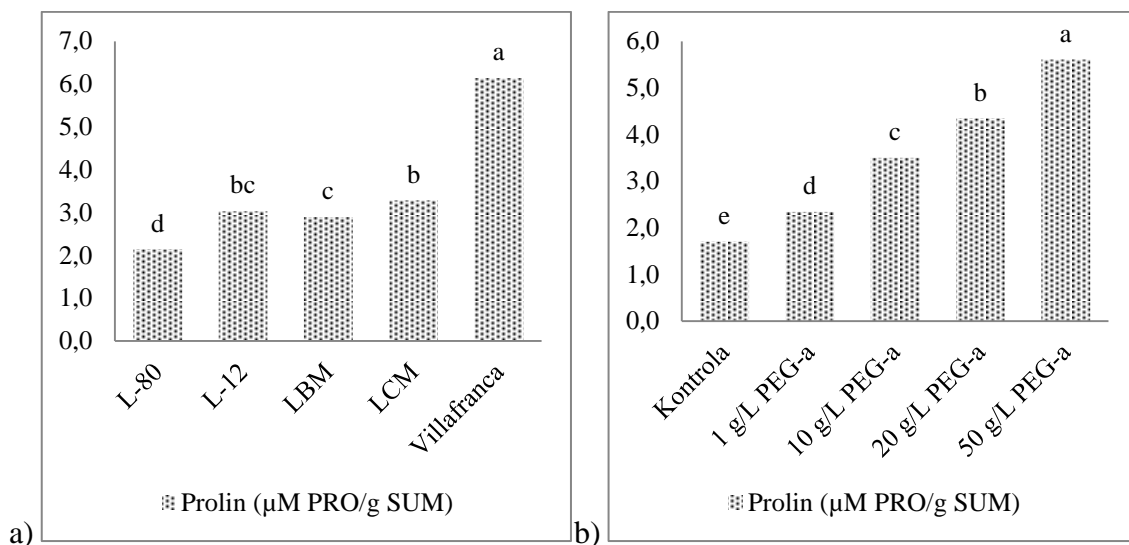 7,0
6,0
5,0
4,0
3,0
2,0
1,0
0,0
d
bc
c
b
a
L-80
L-12
LBM
LCM
Villafranca
Prolin (µM PRO/g SUM)
a)
6,0
5,0
4,0
3,0
2,0
1,0
0,0
e
d
c
b
a
Kontrola
1 g/L PEG-a
10 g/L PEG-a
20 g/L PEG-a
50 g/L PEG-a
Prolin (µM PRO/g SUM)
b)